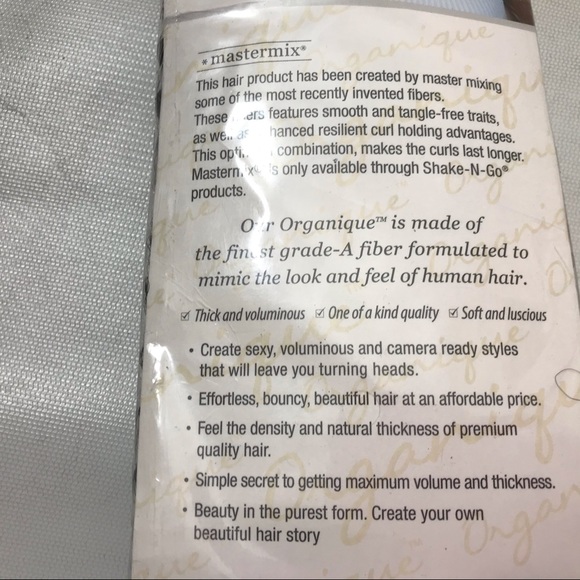 *mastermix*
This hair product has been created by master mixing
some of the most recently invented fibers.
These features smooth and tangle-free traits,
as well as enhanced resilient curl holding advantages.
This combination, makes the curls last longer.
Mastermix is only available through Shake-N-Go®
products.
Our Organique™ is made of
the finest grade-A fiber formulated to
mimic the look and feel of human hair.
☑ Thick and voluminous ☑ One of a kind quality ☑ Soft and luscious
• Create sexy, voluminous and camera ready styles
that will leave you turning heads.
• Effortless, bouncy, beautiful hair at an affordable price.
• Feel the density and natural thickness of premium
quality hair.
• Simple secret to getting maximum volume and thickness.
• Beauty in the purest form. Create your own
beautiful hair story